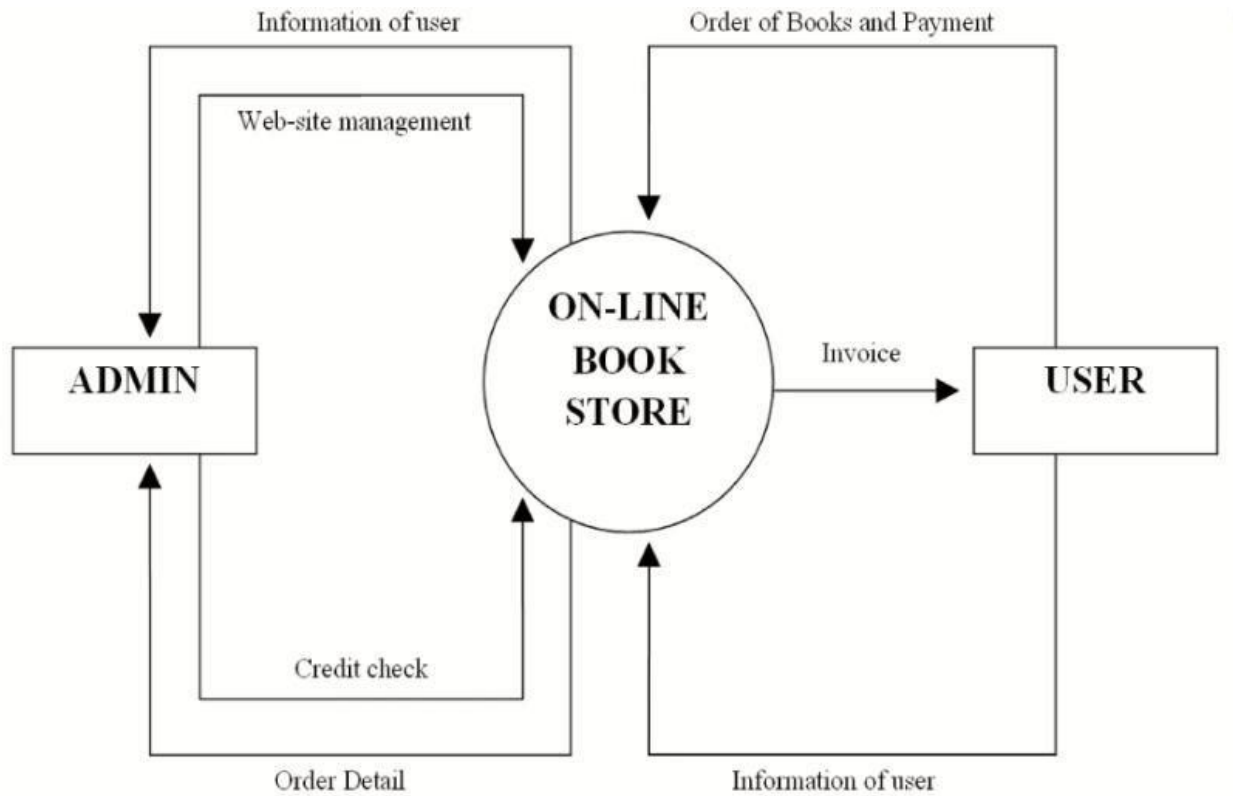 Information of user
Order of Books and Payment
Web-site management
ON-LINE
BOOK
STORE
Invoice
ADMIN
USER
Credit check
Order Detail
Information of user